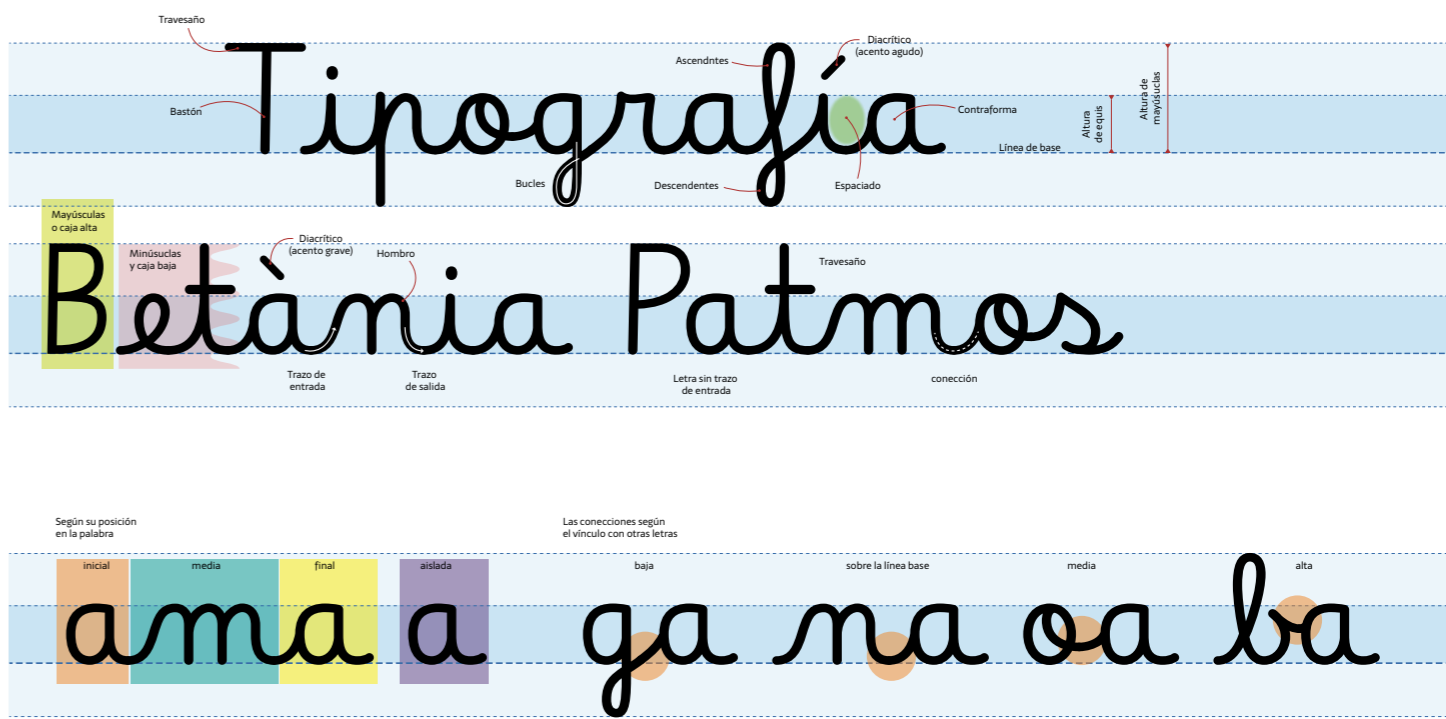 Travesaño
Diacrítico
(acento agudo)
Ascendntes
Bastón
Tipografía
Contraforma
Altura
de equis
Altura de
mayúsuclas
Línea de base
Bucles
Descendentes
Espaciado
Mayúsculas
o caja alta
Minúsuclas
y caja baja
Diacrítico
(acento grave)
Hombro
Travesaño
Betània Patmos
Trazo de
entrada
Trazo
de salida
Letra sin trazo
de entrada
conección
Según su posición
en la palabra
Las conecciones según
el vínculo con otras letras
inicial media final aislada baja sobre la línea base media alta
ama a ga na oa ba